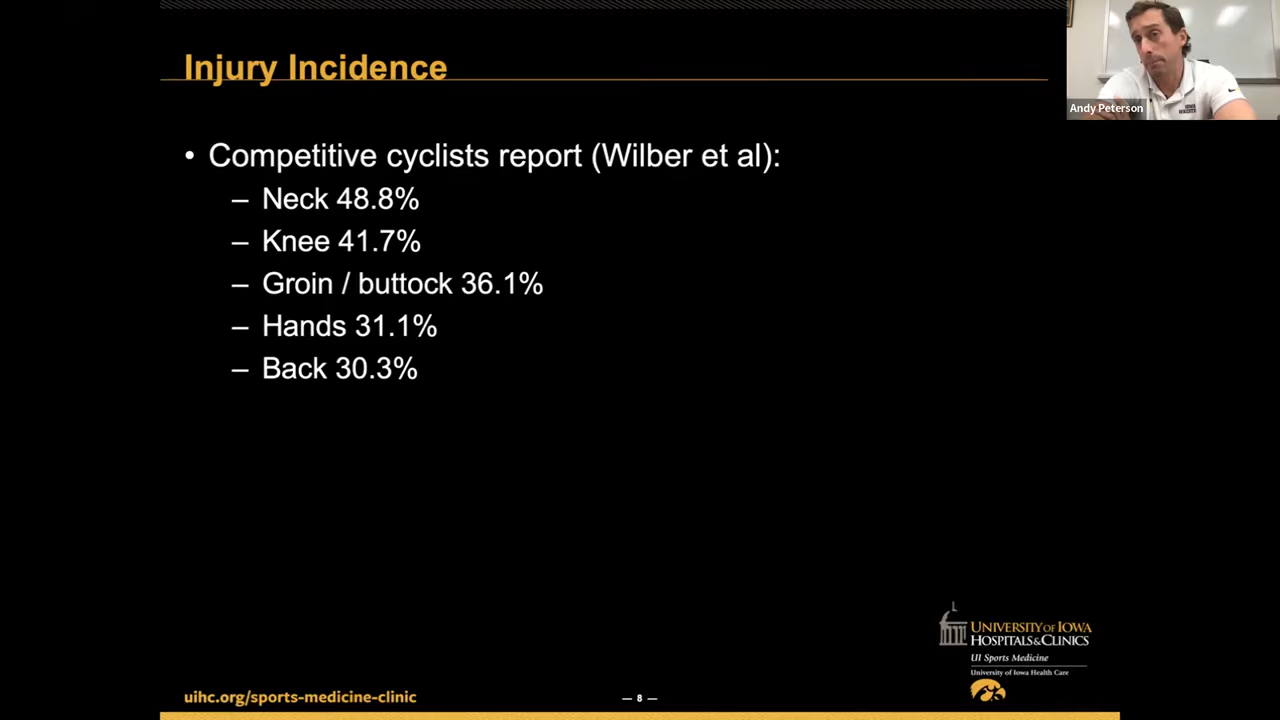 Injury Incidence
Andy Peterson
• Competitive cyclists report (Wilber et al):
– Neck 48.8%
– Knee 41.7%
– Groin / buttock 36.1%
– Hands 31.1%
– Back 30.3%
UNIVERSITY OF IOWA
HOSPITALS & CLINICS
UI Sports Medicine
University of Iowa Health Care
uihc.org/sports-medicine-clinic
— 8 —